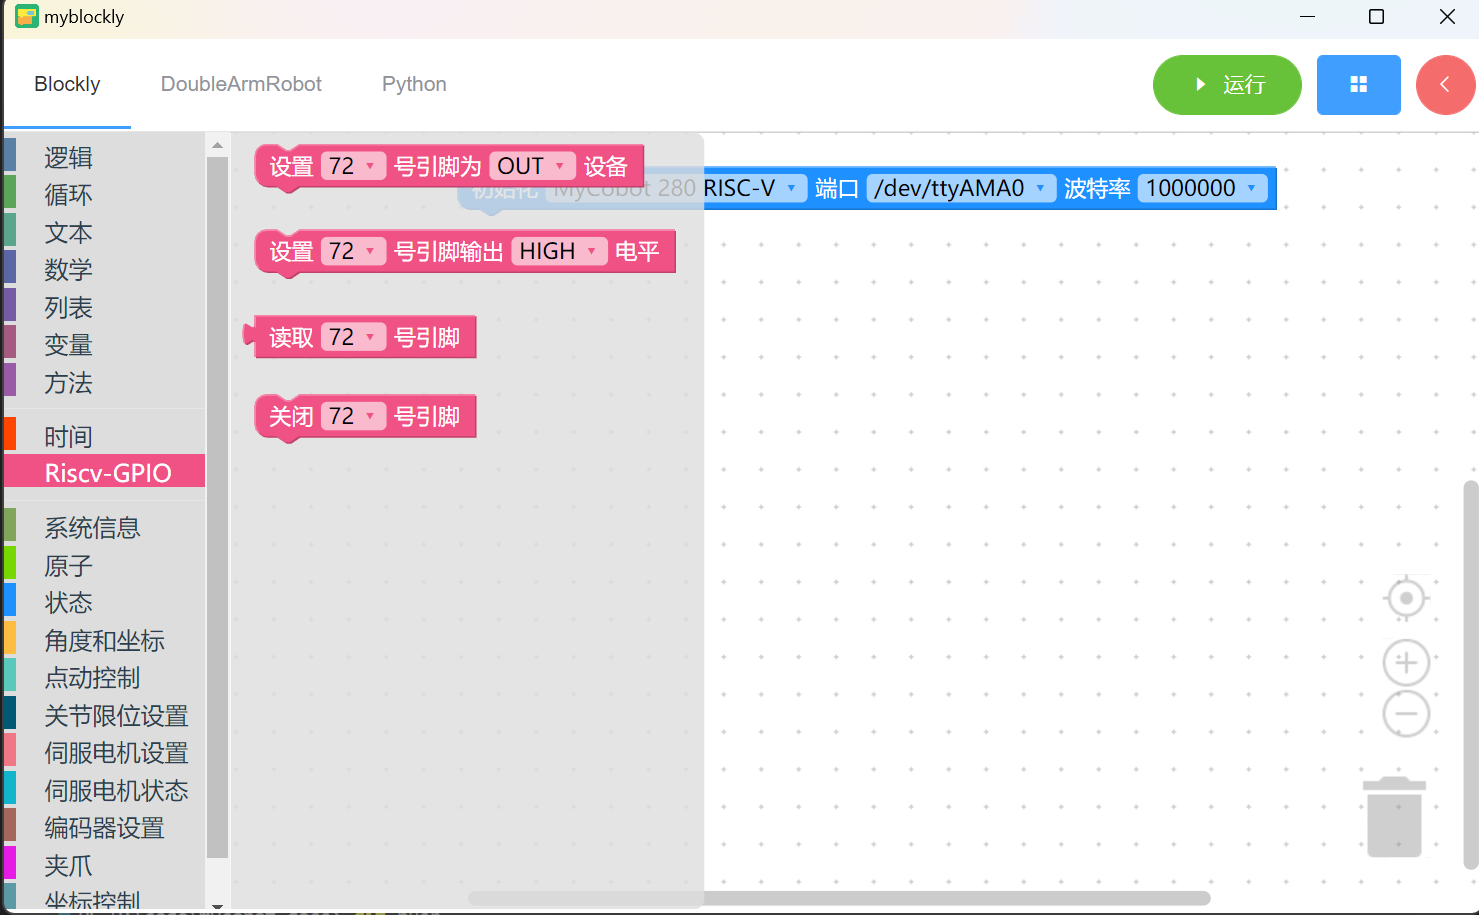 myblockly
Blockly DoubleArmRobot Python 运行
逻辑
循环
文本
数学
列表
变量
方法
时间
Riscv-GPIO
系统信息
原子
状态
角度和坐标
点动控制
关节限位设置
伺服电机设置
伺服电机状态
编码器设置
夹爪
坐标控制
设置 72 号引脚为 OUT 设备
初始化 MyCobot 280 RISC-V 端口 /dev/ttyAMA0 波特率 1000000
设置 72 号引脚输出 HIGH 电平
读取 72 号引脚
关闭 72 号引脚